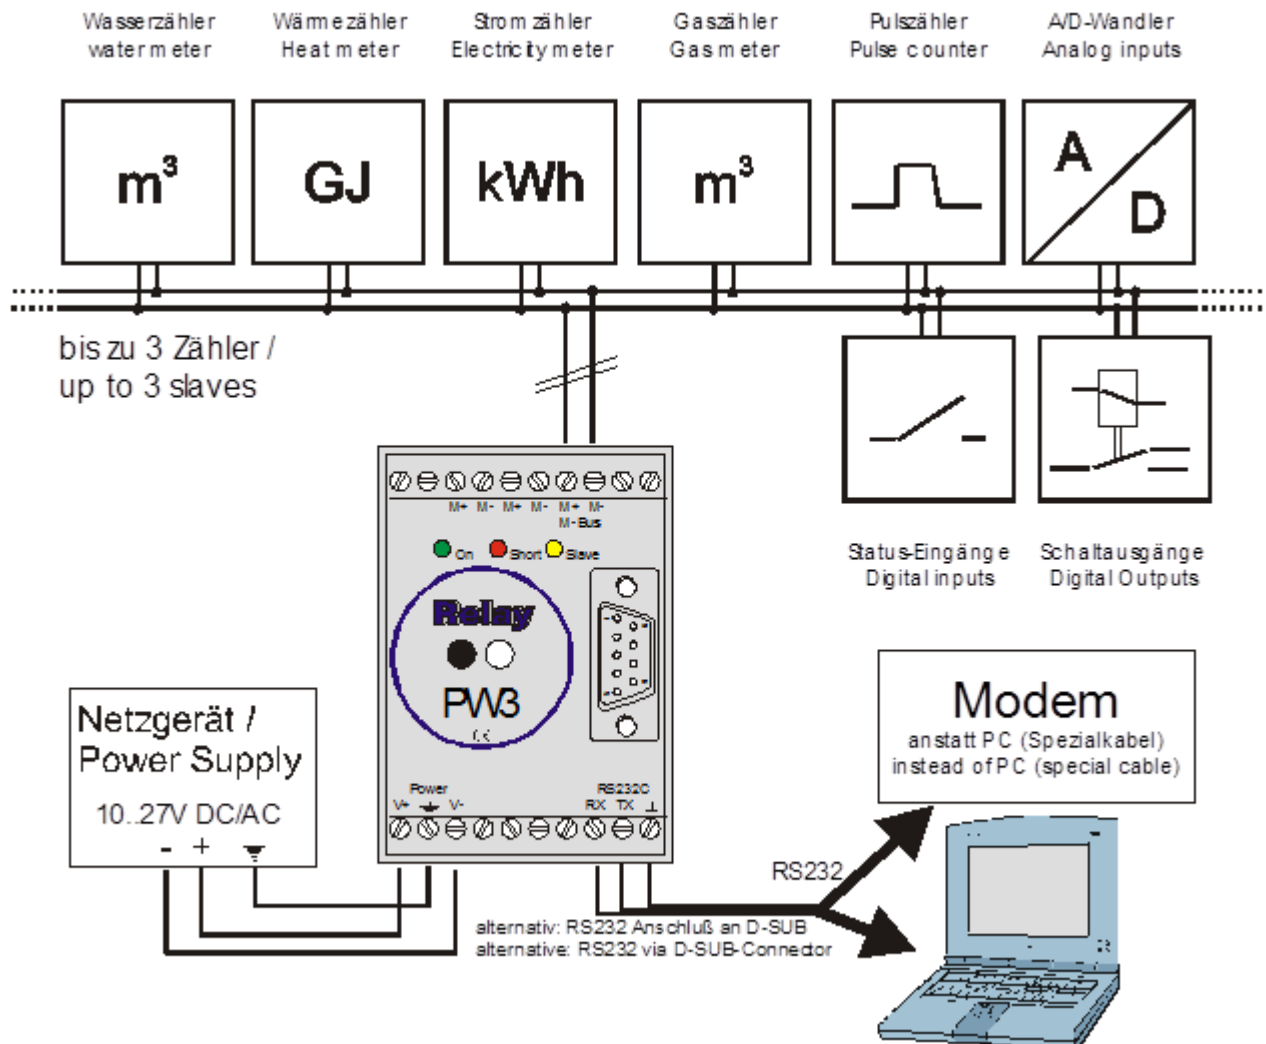 Wasserzähler
water meter
Wärmezähler
Heat meter
Stromzähler
Electricity meter
Gaszähler
Gas meter
Pulszähler
Pulse counter
A/D-Wandler
Analog inputs
m³
GJ
kWh
m³
A
D
bis zu 3 Zähler /
up to 3 slaves
M+ M- M+ M- M+ M-
M-Bus
On Short Slave
Relay
PW3
CE
Status-Eingänge
Digital inputs
Schaltausgänge
Digital Outputs
Netzgerät /
Power Supply
10..27V DC/AC
- +
Power
V+ V-
RS232C
RX TX
Modem
anstatt PC (Spezialkabel)
instead of PC (special cable)
RS232
alternativ: RS232 Anschluß an D-SUB
alternative: RS232 via D-SUB-Connector